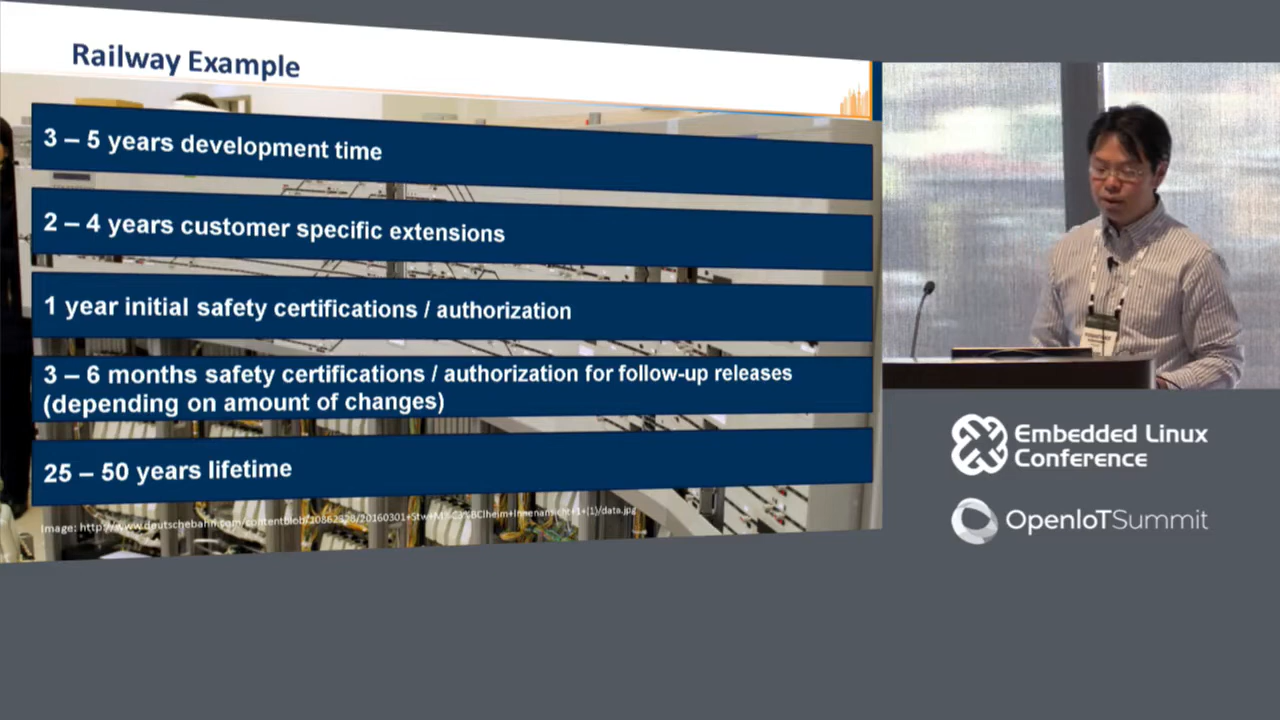 Railway Example
3 – 5 years development time
2 – 4 years customer specific extensions
1 year initial safety certifications / authorization
3 – 6 months safety certifications / authorization for follow-up releases
(depending on amount of changes)
25 – 50 years lifetime
Image:
Embedded Linux
Conference
OpenIoTSummit